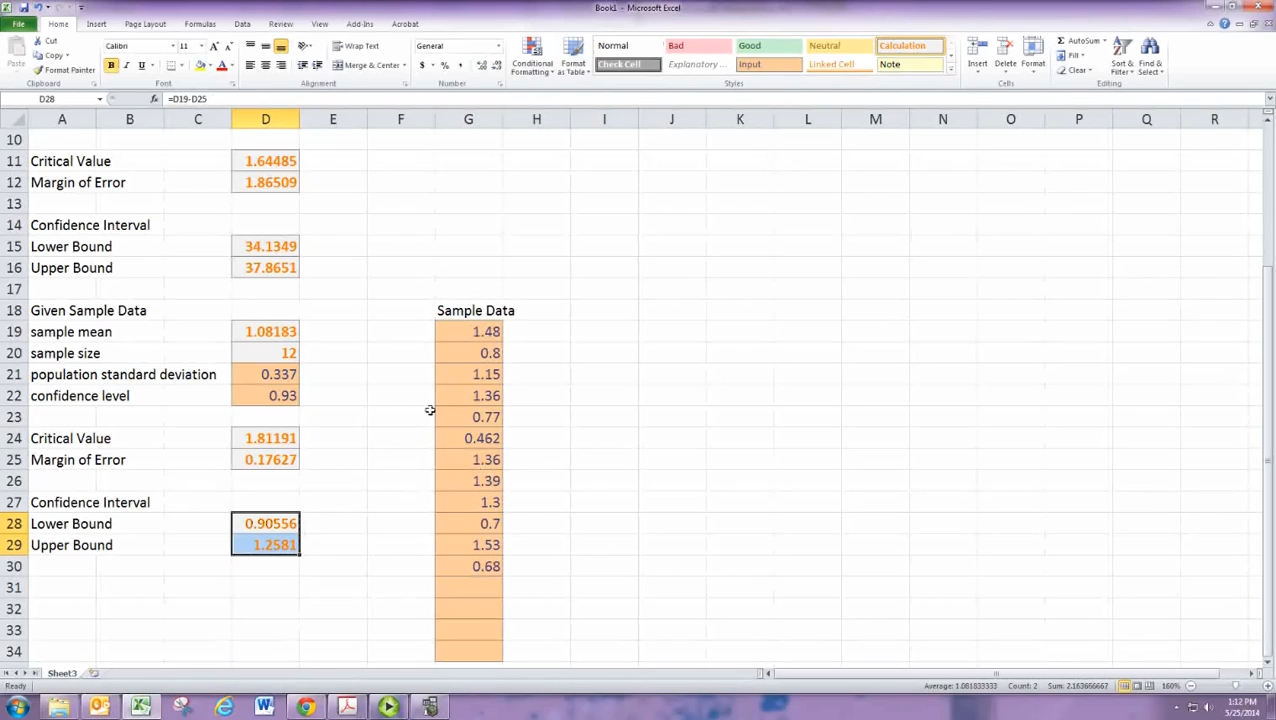 Book1 - Microsoft Excel
File Home Insert Page Layout Formulas Data Review View Add-Ins Acrobat
Cut
Copy
Format Painter
Paste
Clipboard
Calibri 11
B I U
Font
Wrap Text
Merge & Center
Alignment
General
$ % ,
Number
Conditional Formatting
Format as Table
Normal Bad Good Neutral Calculation
Check Cell Explanatory ... Input Linked Cell Note
Styles
Insert Delete Format
Cells
AutoSum
Fill
Clear
Sort & Filter
Find & Select
Editing
D28 fx =D19-D25
A B C D E F G H I J K L M N O P Q R
10
11 Critical Value 1.64485
12 Margin of Error 1.86509
13
14 Confidence Interval
15 Lower Bound 34.1349
16 Upper Bound 37.8651
17
18 Given Sample Data Sample Data
19 sample mean 1.08183 1.48
20 sample size 12 0.8
21 population standard deviation 0.337 1.15
22 confidence level 0.93 1.36
23 0.77
24 Critical Value 1.81191 0.462
25 Margin of Error 0.17627 1.36
26 1.39
27 Confidence Interval 1.3
28 Lower Bound 0.90556 0.7
29 Upper Bound 1.2581 1.53
30 0.68
31
32
33
34
Sheet3
Ready Average: 1.081833333 Count: 2 Sum: 2.163666667 160%
1:12 PM
5/25/2014